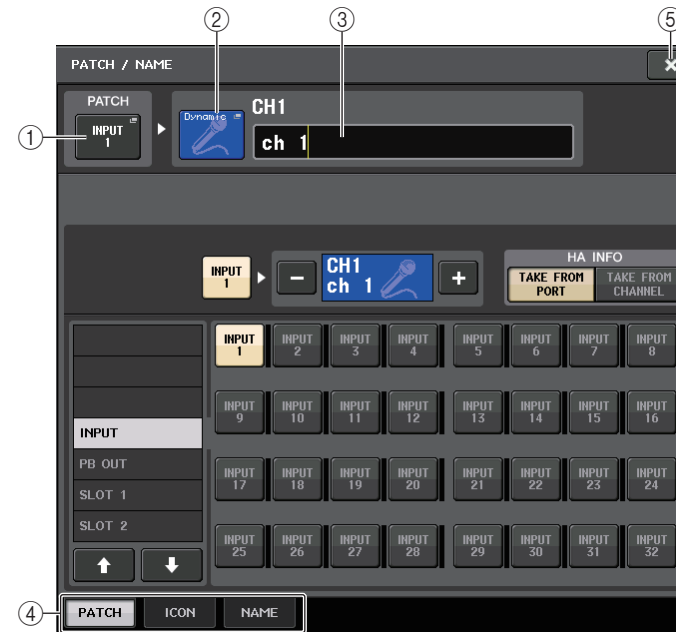 ② ③ ⑤
PATCH / NAME
PATCH
INPUT 1
①
Dynamic
CH1
ch 1
INPUT 1
CH1
ch 1
HA INFO
TAKE FROM PORT
TAKE FROM CHANNEL
INPUT
PB OUT
SLOT 1
SLOT 2
INPUT 1 INPUT 2 INPUT 3 INPUT 4 INPUT 5 INPUT 6 INPUT 7 INPUT 8
INPUT 9 INPUT 10 INPUT 11 INPUT 12 INPUT 13 INPUT 14 INPUT 15 INPUT 16
INPUT 17 INPUT 18 INPUT 19 INPUT 20 INPUT 21 INPUT 22 INPUT 23 INPUT 24
INPUT 25 INPUT 26 INPUT 27 INPUT 28 INPUT 29 INPUT 30 INPUT 31 INPUT 32
④
PATCH ICON NAME